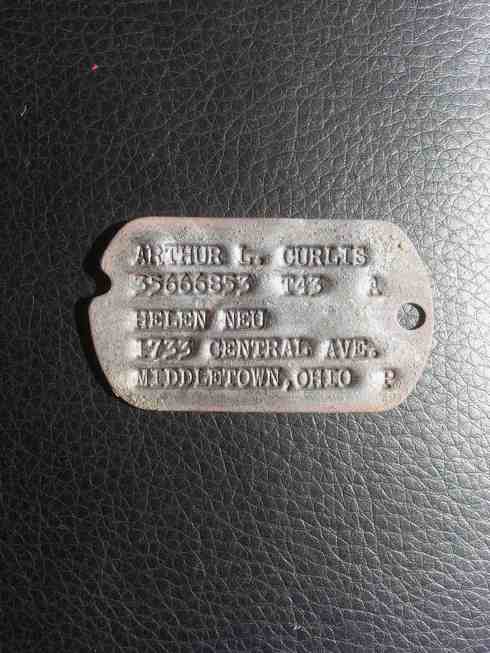 ARTHUR L. CURLIS
35666853 T43 A
HELEN NEU
1733 CENTRAL AVE.
MIDDLETOWN,OHIO P